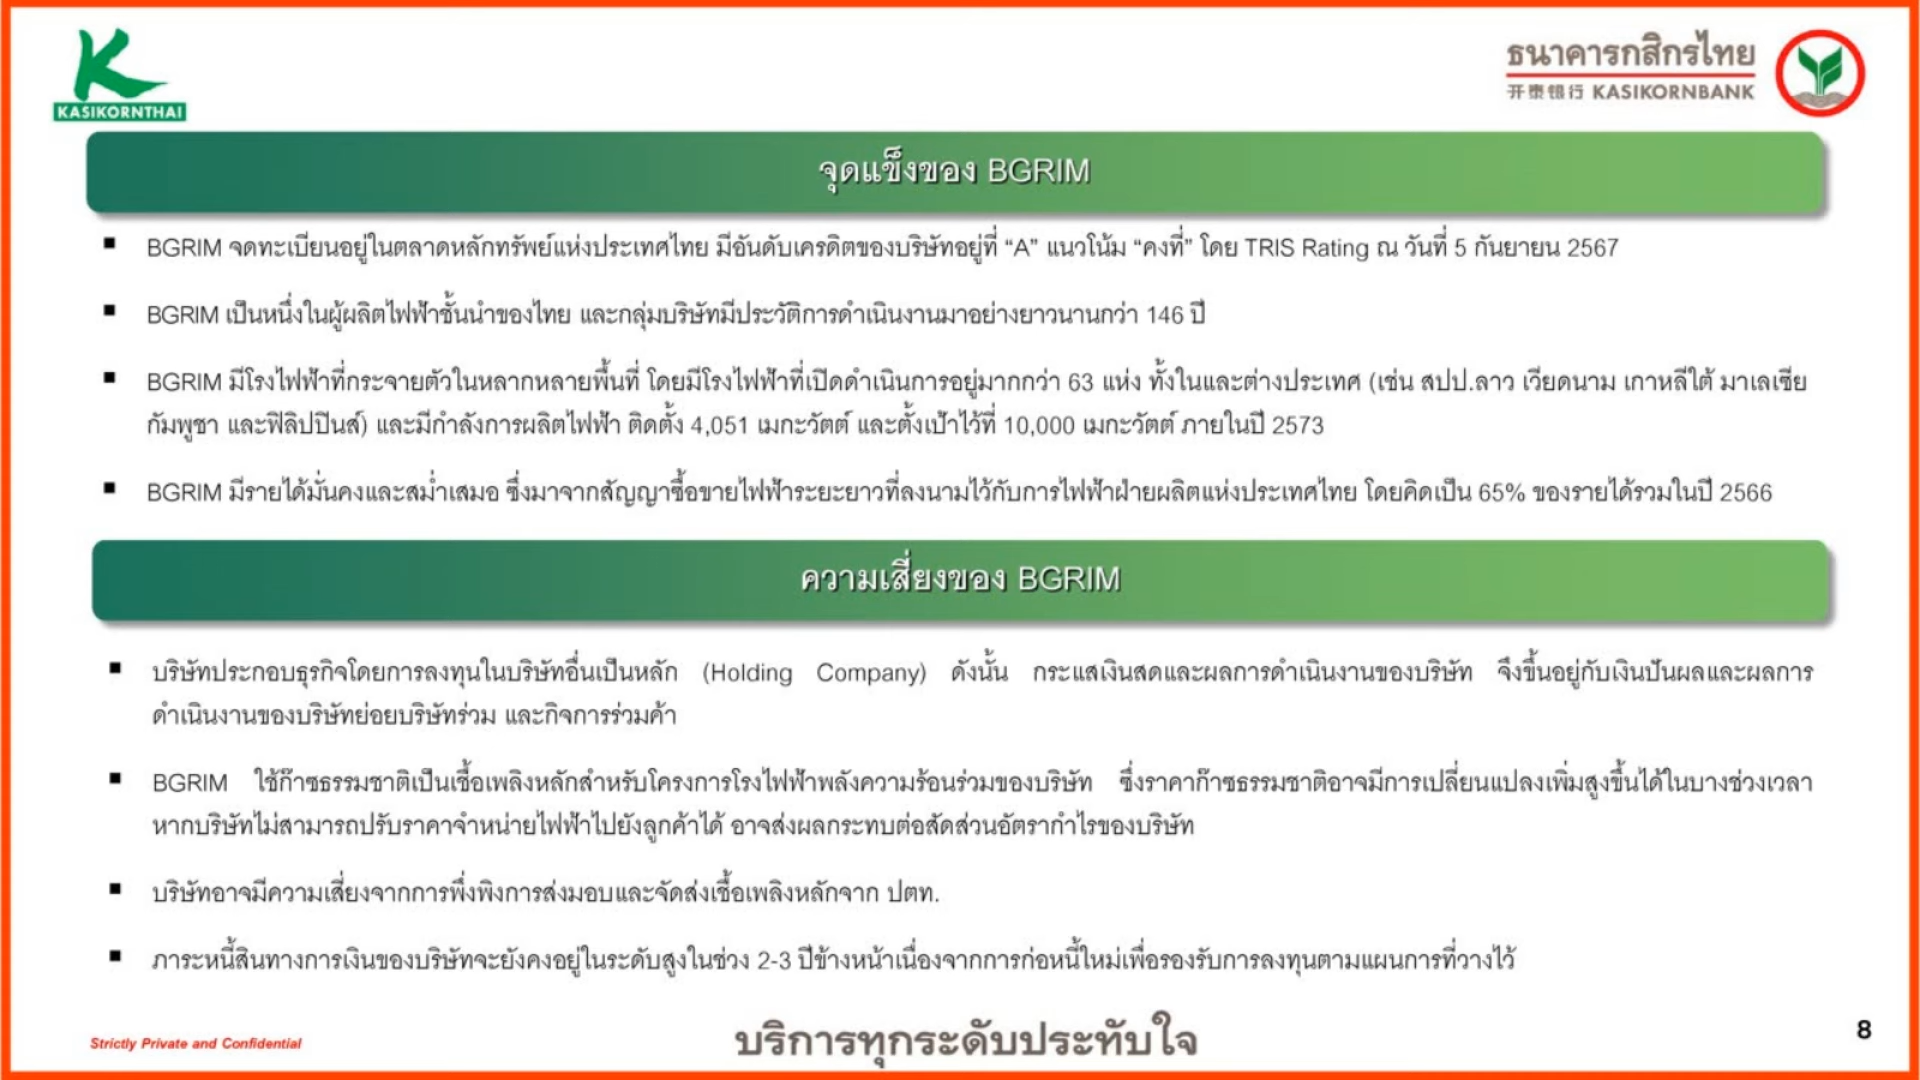 KASIKORNTHAI
ธนาคารกสิกรไทย
开泰银行 KASIKORNBANK
จุดแข็งของ BGRIM
▪ BGRIM จดทะเบียนอยู่ในตลาดหลักทรัพย์แห่งประเทศไทย มีอันดับเครดิตของบริษัทอยู่ที่ “A” แนวโน้ม “คงที่” โดย TRIS Rating ณ วันที่ 5 กันยายน 2567
▪ BGRIM เป็นหนึ่งในผู้ผลิตไฟฟ้าชั้นนำของไทย และกลุ่มบริษัทมีประวัติการดำเนินงานมาอย่างยาวนานกว่า 146 ปี
▪ BGRIM มีโรงไฟฟ้าที่กระจายตัวในหลากหลายพื้นที่ โดยมีโรงไฟฟ้าที่เปิดดำเนินการอยู่มากกว่า 63 แห่ง ทั้งในและต่างประเทศ (เช่น สปป.ลาว เวียดนาม เกาหลีใต้ มาเลเซีย
กัมพูชา และฟิลิปปินส์) และมีกำลังการผลิตไฟฟ้า ติดตั้ง 4,051 เมกะวัตต์ และตั้งเป้าไว้ที่ 10,000 เมกะวัตต์ ภายในปี 2573
▪ BGRIM มีรายได้มั่นคงและสม่ำเสมอ ซึ่งมาจากสัญญาซื้อขายไฟฟ้าระยะยาวที่ลงนามไว้กับการไฟฟ้าฝ่ายผลิตแห่งประเทศไทย โดยคิดเป็น 65% ของรายได้รวมในปี 2566
ความเสี่ยงของ BGRIM
▪ บริษัทประกอบธุรกิจโดยการลงทุนในบริษัทอื่นเป็นหลัก (Holding Company) ดังนั้น กระแสเงินสดและผลการดำเนินงานของบริษัท จึงขึ้นอยู่กับเงินปันผลและผลการ
ดำเนินงานของบริษัทย่อยบริษัทร่วม และกิจการร่วมค้า
▪ BGRIM ใช้ก๊าซธรรมชาติเป็นเชื้อเพลิงหลักสำหรับโครงการโรงไฟฟ้าพลังความร้อนร่วมของบริษัท ซึ่งราคาก๊าซธรรมชาติอาจมีการเปลี่ยนแปลงเพิ่มสูงขึ้นได้ในบางช่วงเวลา
หากบริษัทไม่สามารถปรับราคาจำหน่ายไฟฟ้าไปยังลูกค้าได้ อาจส่งผลกระทบต่อสัดส่วนอัตรากำไรของบริษัท
▪ บริษัทอาจมีความเสี่ยงจากการพึ่งพิงการส่งมอบและจัดส่งเชื้อเพลิงหลักจาก ปตท.
▪ ภาระหนี้สินทางการเงินของบริษัทจะยังคงอยู่ในระดับสูงในช่วง 2-3 ปีข้างหน้าเนื่องจากการก่อหนี้ใหม่เพื่อรองรับการลงทุนตามแผนการที่วางไว้
Strictly Private and Confidential
บริการทุกระดับประทับใจ
8